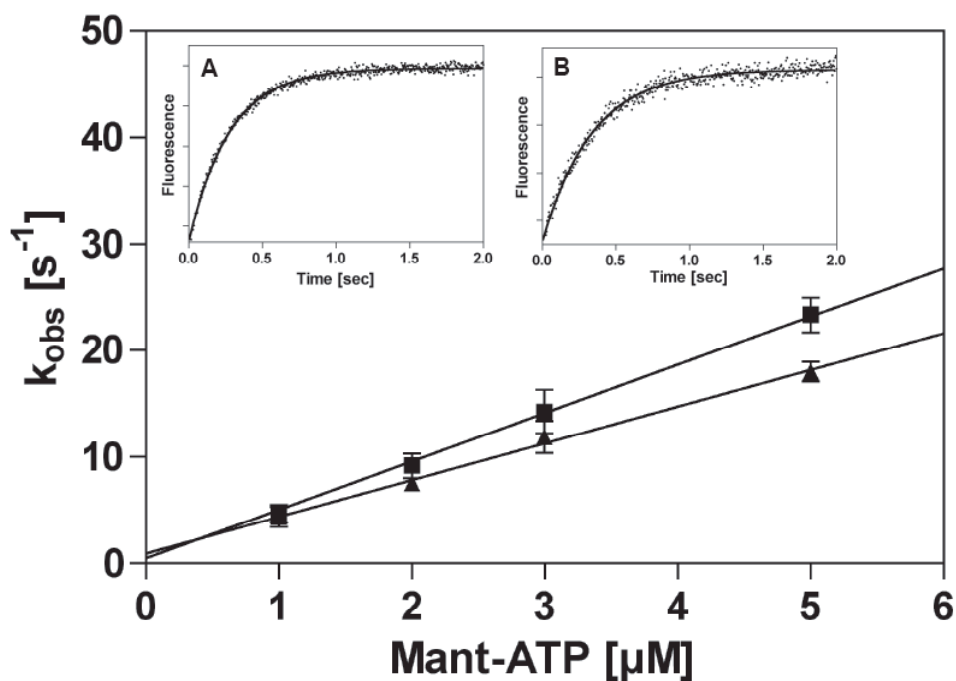 50
40
30
20
10
0
k_obs [s⁻¹]
A
Fluorescence
0.0 0.5 1.0 1.5 2.0
Time [sec]
B
Fluorescence
0.0 0.5 1.0 1.5 2.0
Time [sec]
0 1 2 3 4 5 6
Mant-ATP [µM]